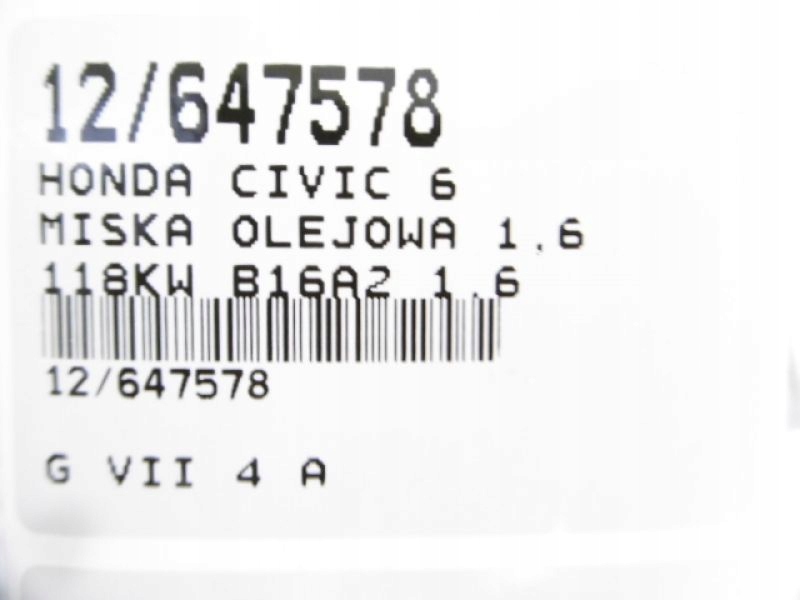 12/647578
HONDA CIVIC 6
MISKA OLEJOWA 1.6
118KW B16A2 1.6
12/647578
G VII 4 A